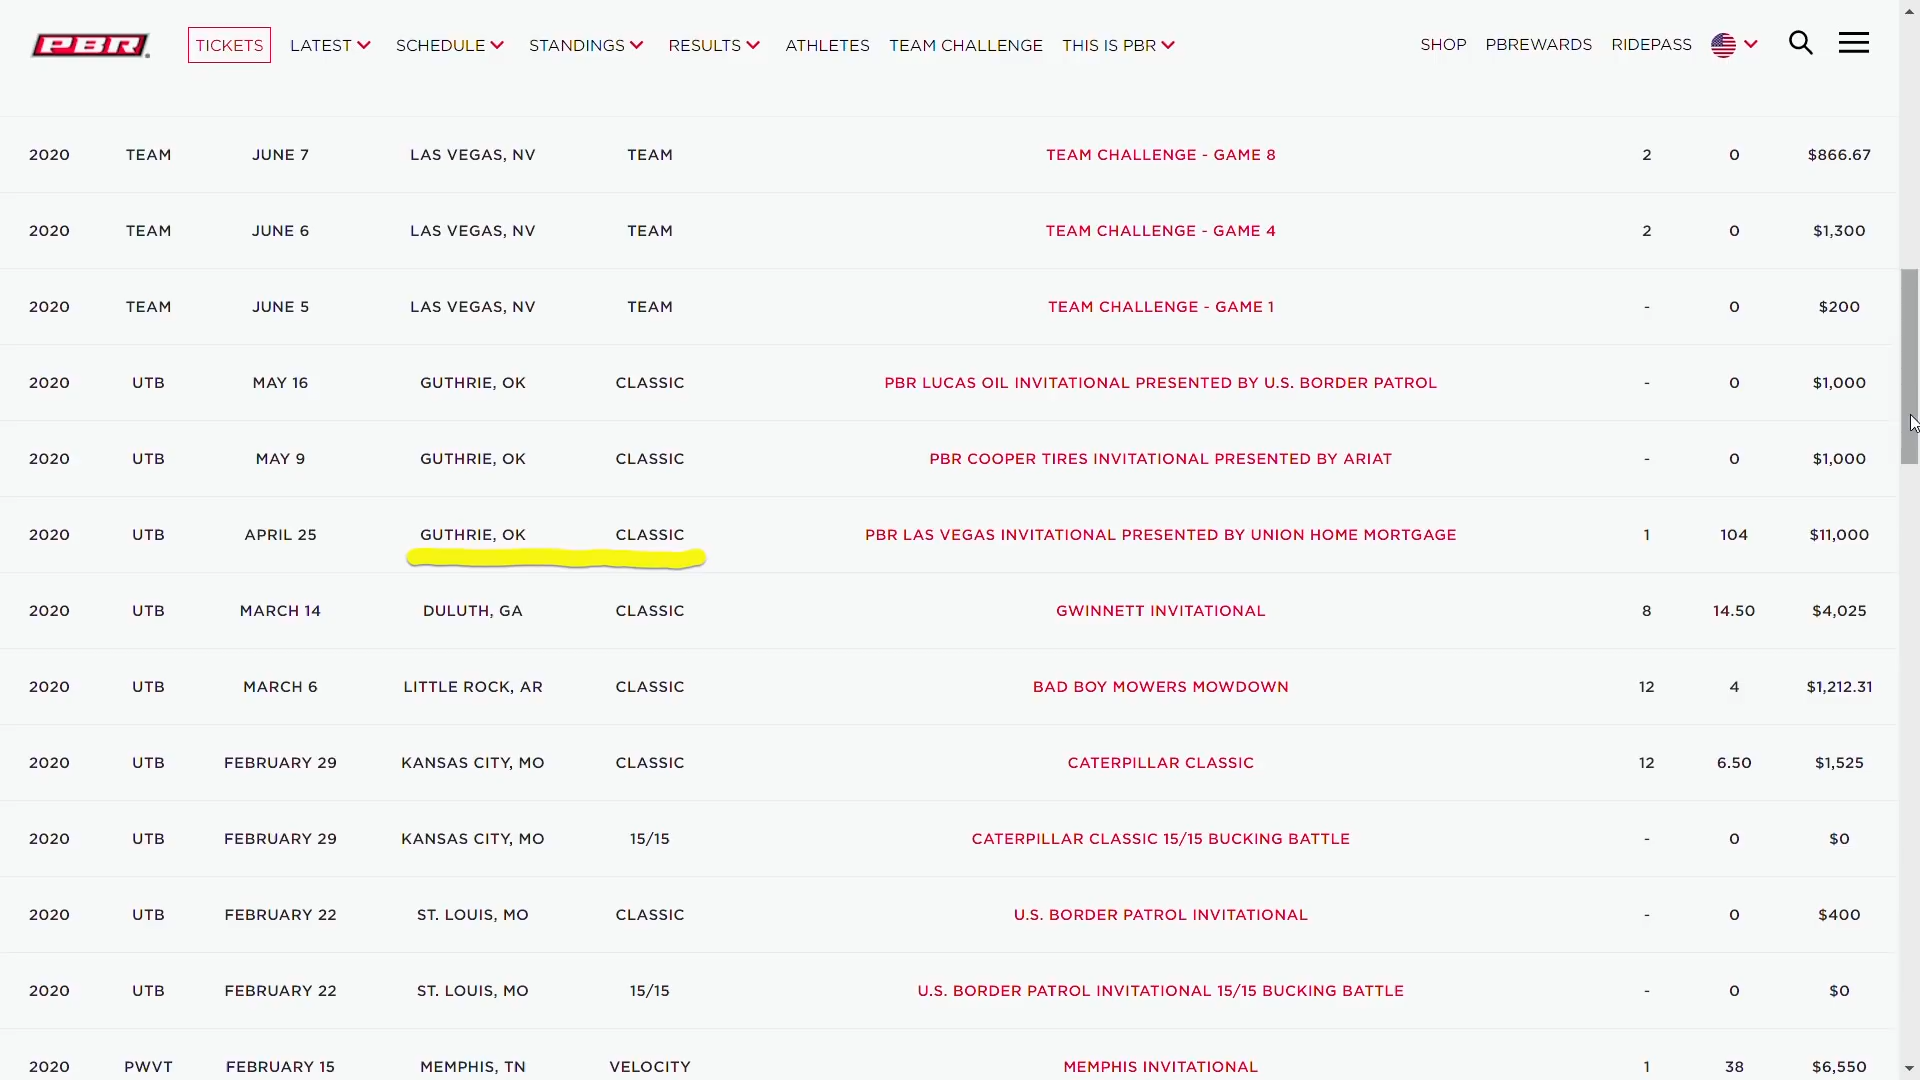 PBR TICKETS LATEST SCHEDULE STANDINGS RESULTS ATHLETES TEAM CHALLENGE THIS IS PBR SHOP PBREWARDS RIDEPASS
2020 TEAM JUNE 7 LAS VEGAS, NV TEAM TEAM CHALLENGE - GAME 8 2 0 $866.67
2020 TEAM JUNE 6 LAS VEGAS, NV TEAM TEAM CHALLENGE - GAME 4 2 0 $1,300
2020 TEAM JUNE 5 LAS VEGAS, NV TEAM TEAM CHALLENGE - GAME 1 - 0 $200
2020 UTB MAY 16 GUTHRIE, OK CLASSIC PBR LUCAS OIL INVITATIONAL PRESENTED BY U.S. BORDER PATROL - 0 $1,000
2020 UTB MAY 9 GUTHRIE, OK CLASSIC PBR COOPER TIRES INVITATIONAL PRESENTED BY ARIAT - 0 $1,000
2020 UTB APRIL 25 GUTHRIE, OK CLASSIC PBR LAS VEGAS INVITATIONAL PRESENTED BY UNION HOME MORTGAGE 1 104 $11,000
2020 UTB MARCH 14 DULUTH, GA CLASSIC GWINNETT INVITATIONAL 8 14.50 $4,025
2020 UTB MARCH 6 LITTLE ROCK, AR CLASSIC BAD BOY MOWERS MOWDOWN 12 4 $1,212.31
2020 UTB FEBRUARY 29 KANSAS CITY, MO CLASSIC CATERPILLAR CLASSIC 12 6.50 $1,525
2020 UTB FEBRUARY 29 KANSAS CITY, MO 15/15 CATERPILLAR CLASSIC 15/15 BUCKING BATTLE - 0 $0
2020 UTB FEBRUARY 22 ST. LOUIS, MO CLASSIC U.S. BORDER PATROL INVITATIONAL - 0 $400
2020 UTB FEBRUARY 22 ST. LOUIS, MO 15/15 U.S. BORDER PATROL INVITATIONAL 15/15 BUCKING BATTLE - 0 $0
2020 PWVT FEBRUARY 15 MEMPHIS, TN VELOCITY MEMPHIS INVITATIONAL 1 38 $6,550